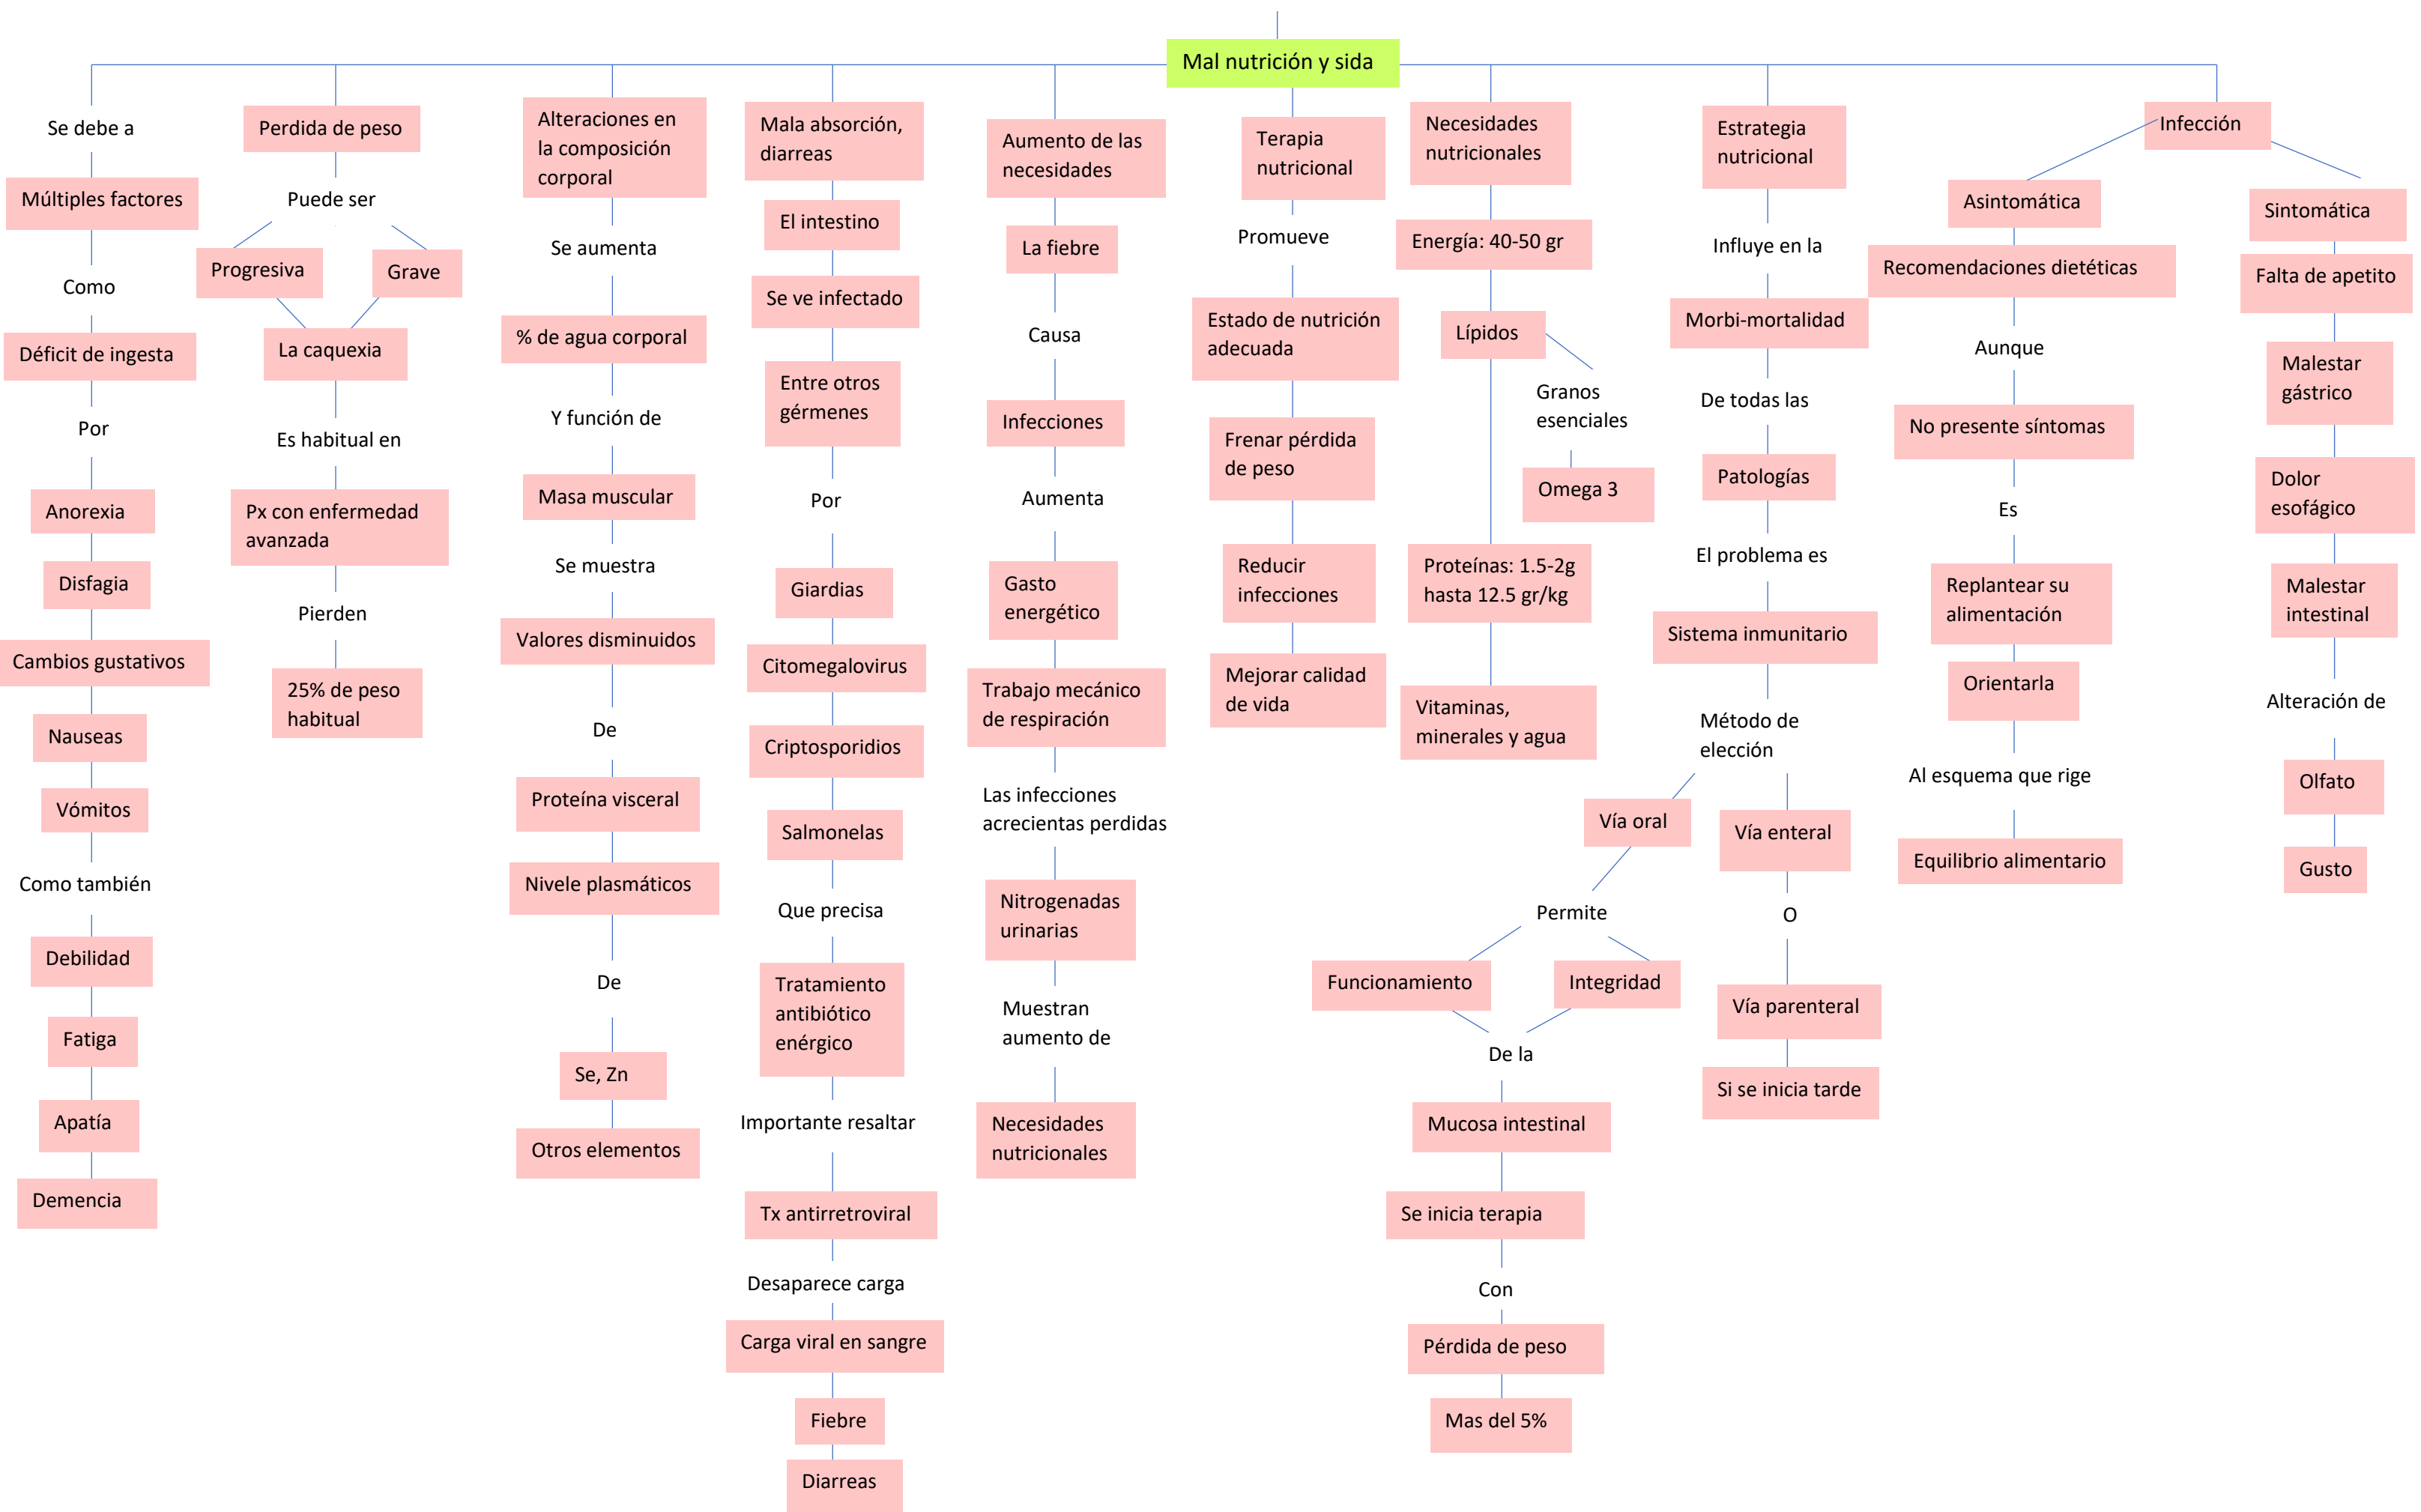 Mal nutrición y sida
Se debe a
Múltiples factores
Como
Déficit de ingesta
Por
Anorexia
Disfagia
Cambios gustativos
Nauseas
Vómitos
Como también
Debilidad
Fatiga
Apatía
Demencia
Perdida de peso
Puede ser
Progresiva
Grave
La caquexia
Es habitual en
Px con enfermedad
avanzada
Pierden
25% de peso
habitual
Alteraciones en
la composición
corporal
Se aumenta
% de agua corporal
Y función de
Masa muscular
Se muestra
Valores disminuidos
De
Proteína visceral
Nivele plasmáticos
De
Se, Zn
Otros elementos
Mala absorción,
diarreas
El intestino
Se ve infectado
Entre otros
gérmenes
Por
Giardias
Citomegalovirus
Criptosporidios
Salmonelas
Que precisa
Tratamiento
antibiótico
enérgico
Importante resaltar
Tx antirretroviral
Desaparece carga
Carga viral en sangre
Fiebre
Diarreas
Aumento de las
necesidades
La fiebre
Causa
Infecciones
Aumenta
Gasto
energético
Trabajo mecánico
de respiración
Las infecciones
acrecientas perdidas
Nitrogenadas
urinarias
Muestran
aumento de
Necesidades
nutricionales
Terapia
nutricional
Promueve
Estado de nutrición
adecuada
Frenar pérdida
de peso
Reducir
infecciones
Mejorar calidad
de vida
Necesidades
nutricionales
Energía: 40-50 gr
Lípidos
Granos
esenciales
Omega 3
Proteínas: 1.5-2g
hasta 12.5 gr/kg
Vitaminas,
minerales y agua
Estrategia
nutricional
Influye en la
Morbi-mortalidad
De todas las
Patologías
El problema es
Sistema inmunitario
Método de
elección
Vía oral
Permite
Funcionamiento
Integridad
De la
Mucosa intestinal
Se inicia terapia
Con
Pérdida de peso
Mas del 5%
Vía enteral
O
Vía parenteral
Si se inicia tarde
Infección
Asintomática
Recomendaciones dietéticas
Aunque
No presente síntomas
Es
Replantear su
alimentación
Orientarla
Al esquema que rige
Equilibrio alimentario
Sintomática
Falta de apetito
Malestar
gástrico
Dolor
esofágico
Malestar
intestinal
Alteración de
Olfato
Gusto